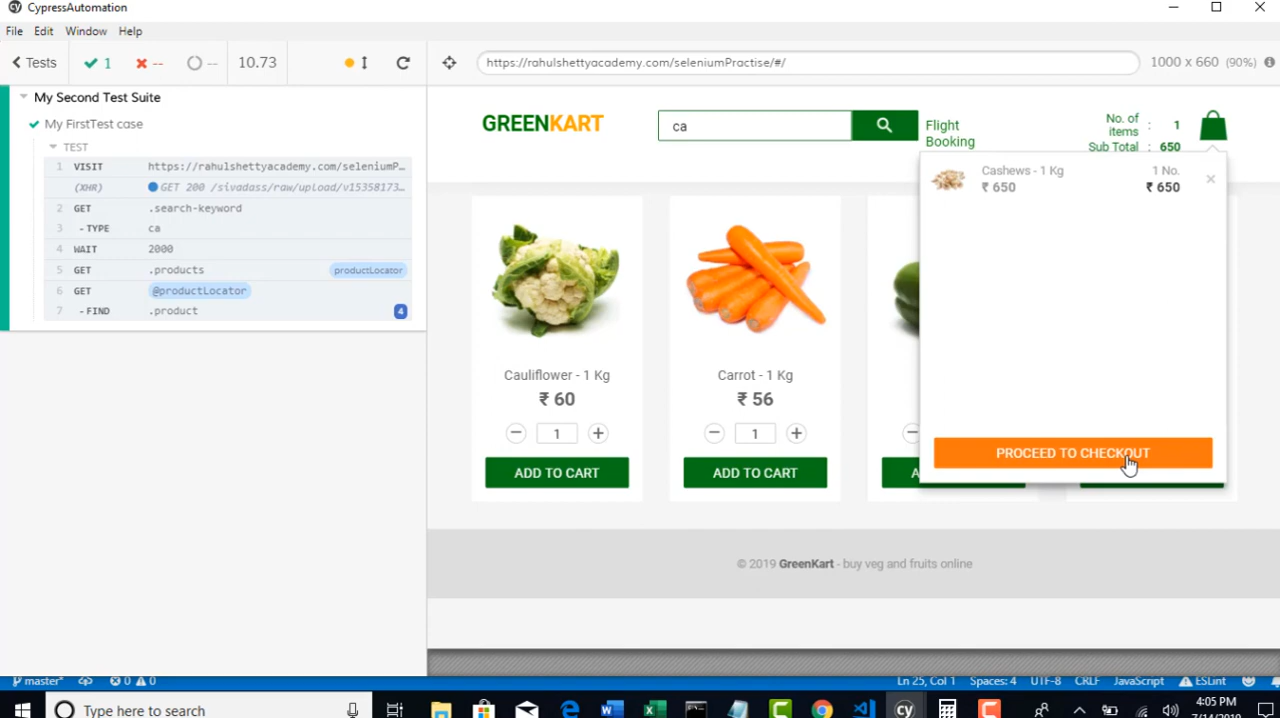 CypressAutomation
File Edit Window Help
Tests 1 -- -- 10.73 https://rahulshettyacademy.com/seleniumPractise/#/ 1000 x 660 (90%)
My Second Test Suite
My FirstTest case
TEST
1 VISIT https://rahulshettyacademy.com/seleniumP...
(XHR) GET 200 /sivadass/raw/upload/v15358173...
2 GET .search-keyword
3 - TYPE ca
4 WAIT 2000
5 GET .products productLocator
6 GET @productLocator
7 - FIND .product 4
GREENKART
ca
Flight Booking
No. of items : 1
Sub Total : 650
Cashews - 1 Kg 1 No.
₹ 650 ₹ 650 ×
PROCEED TO CHECKOUT
Cauliflower - 1 Kg Carrot - 1 Kg
₹ 60 ₹ 56
− 1 + − 1 + −
ADD TO CART ADD TO CART A
© 2019 GreenKart - buy veg and fruits online
master* 0 0 Ln 25, Col 1 Spaces: 4 UTF-8 CRLF JavaScript ESLint
Type here to search 4:05 PM